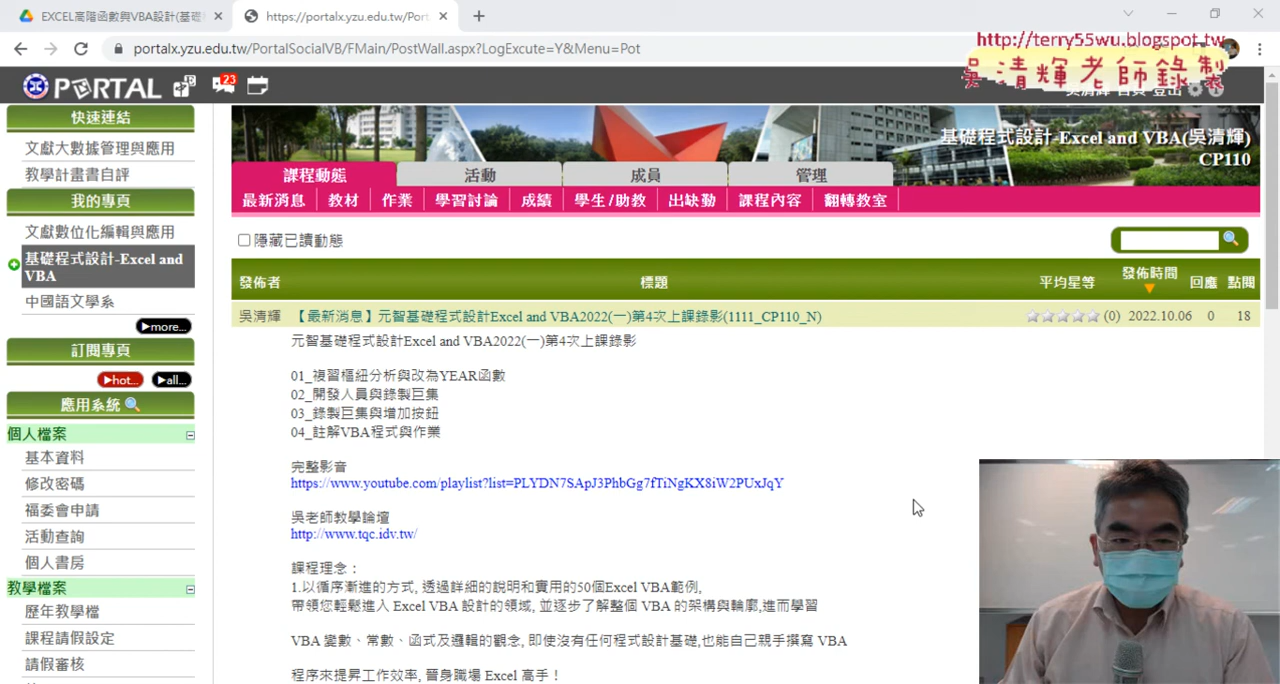 EXCEL高階函數與VBA設計(基礎
https://portalx.yzu.edu.tw/Port
portalx.yzu.edu.tw/PortalSocialVB/FMain/PostWall.aspx?LogExcute=Y&Menu=Pot
http://terry55wu.blogspot.tw
吳清輝老師錄製
PORTAL
23
快速連結
文獻大數據管理與應用
教學計畫書自評
我的專頁
文獻數位化編輯與應用
基礎程式設計-Excel and
VBA
中國語文學系
▶more...
訂閱專頁
▶hot...
▶all...
應用系統
個人檔案
基本資料
修改密碼
福委會申請
活動查詢
個人書房
教學檔案
歷年教學檔
課程請假設定
請假審核
基礎程式設計-Excel and VBA(吳清輝)
CP110
課程動態 活動 成員 管理
最新消息 教材 作業 學習討論 成績 學生/助教 出缺勤 課程內容 翻轉教室
隱藏已讀動態
發佈者 標題 平均星等 發佈時間 回應 點閱
吳清輝 【最新消息】元智基礎程式設計Excel and VBA2022(一)第4次上課錄影(1111_CP110_N) (0) 2022.10.06 0 18
元智基礎程式設計Excel and VBA2022(一)第4次上課錄影
01_複習樞紐分析與改為YEAR函數
02_開發人員與錄製巨集
03_錄製巨集與增加按鈕
04_註解VBA程式與作業
完整影音
https://www.youtube.com/playlist?list=PLYDN7SApJ3PhbGg7fTiNgKX8iW2PUxJqY
吳老師教學論壇
http://www.tqc.idv.tw/
課程理念：
1.以循序漸進的方式, 透過詳細的說明和實用的50個Excel VBA範例,
帶領您輕鬆進入 Excel VBA 設計的領域, 並逐步了解整個 VBA 的架構與輪廓,進而學習
VBA 變數、常數、函式及邏輯的觀念, 即使沒有任何程式設計基礎,也能自己親手撰寫 VBA
程序來提昇工作效率, 晉身職場 Excel 高手！